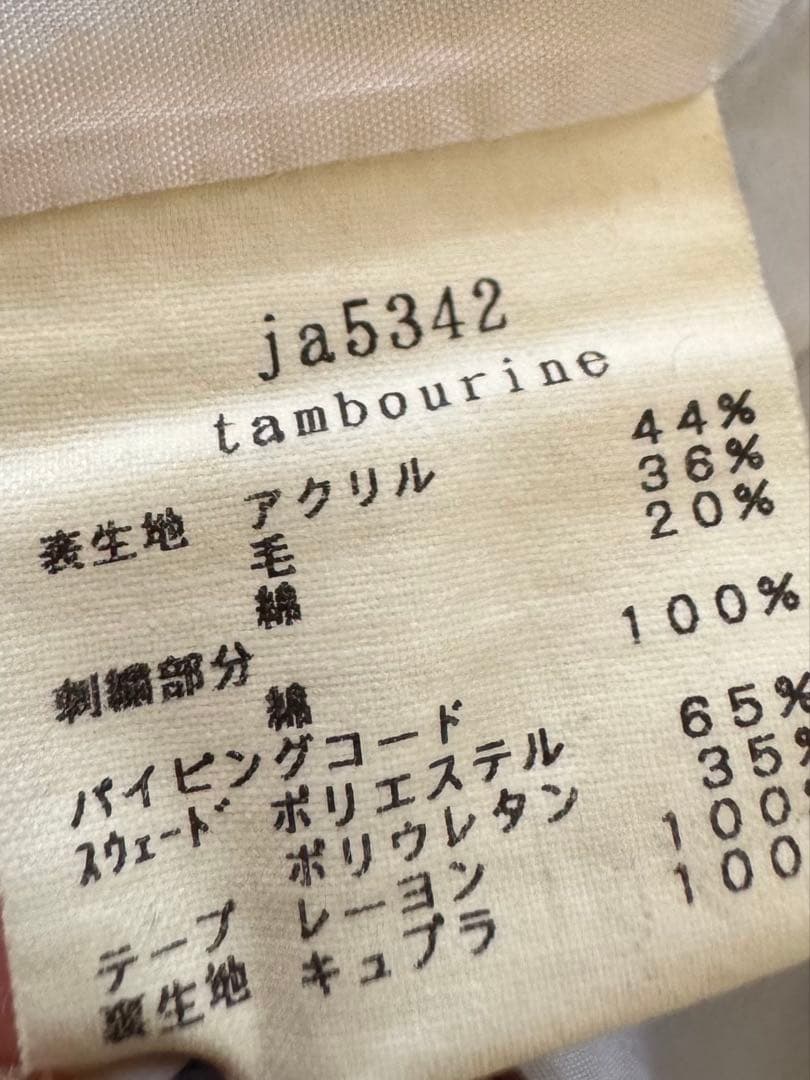 ja5342
tambourine
表生地 アクリル 44%
毛 36%
綿 20%
刺繍部分
綿 100%
パイピングコード
スウェード ポリエステル 65%
ポリウレタン 35%
テープ レーヨン 100%
裏生地 キュプラ 100